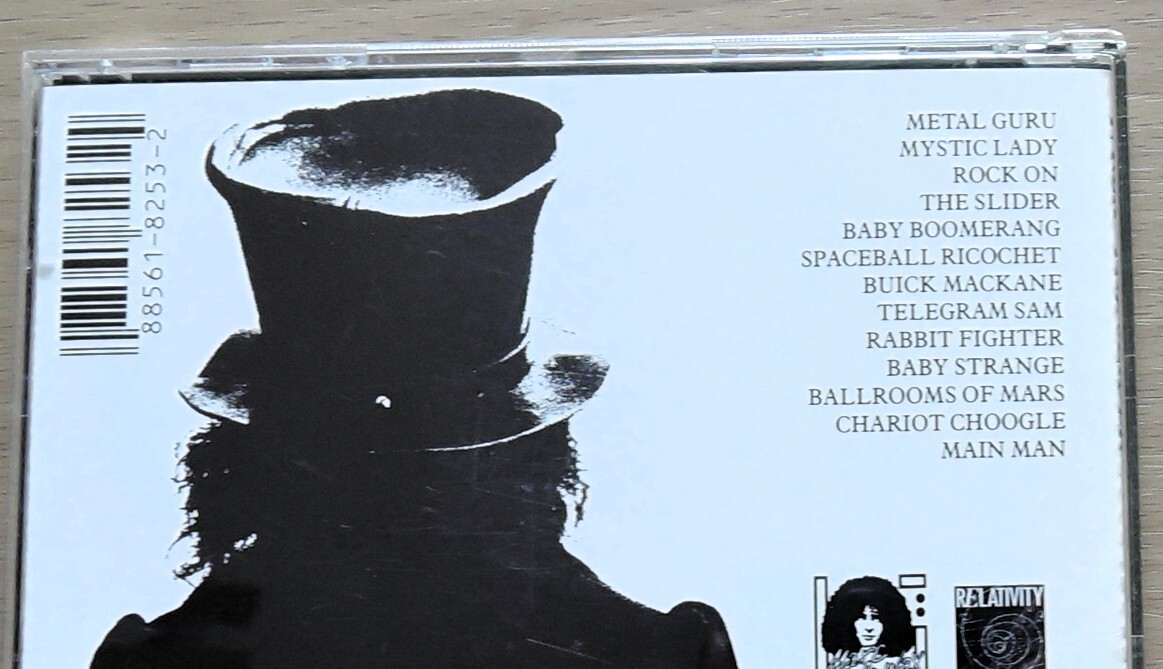 88561-8253-2
METAL GURU
MYSTIC LADY
ROCK ON
THE SLIDER
BABY BOOMERANG
SPACEBALL RICOCHET
BUICK MACKANE
TELEGRAM SAM
RABBIT FIGHTER
BABY STRANGE
BALLROOMS OF MARS
CHARIOT CHOOGLE
MAIN MAN
RELATIVITY